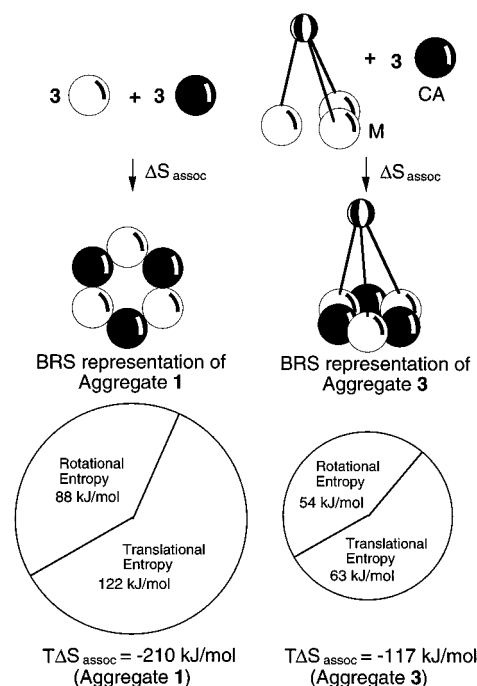 3 + 3
+ 3
CA
M
ΔS assoc
ΔS assoc
BRS representation of
Aggregate 1
BRS representation of
Aggregate 3
Rotational
Entropy
88 kJ/mol
Translational
Entropy
122 kJ/mol
Rotational
Entropy
54 kJ/mol
Translational
Entropy
63 kJ/mol
TΔS assoc = -210 kJ/mol
(Aggregate 1)
TΔS assoc = -117 kJ/mol
(Aggregate 3)